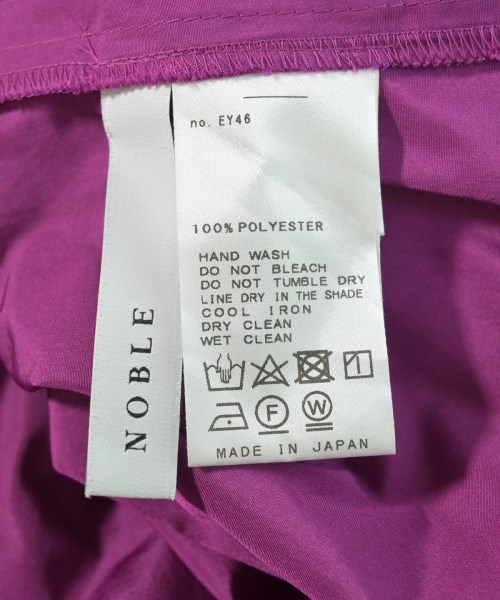 no. EY46
100% POLYESTER
HAND WASH
DO NOT BLEACH
DO NOT TUMBLE DRY
LINE DRY IN THE SHADE
COOL IRON
DRY CLEAN
WET CLEAN
F W
MADE IN JAPAN
NOBLE